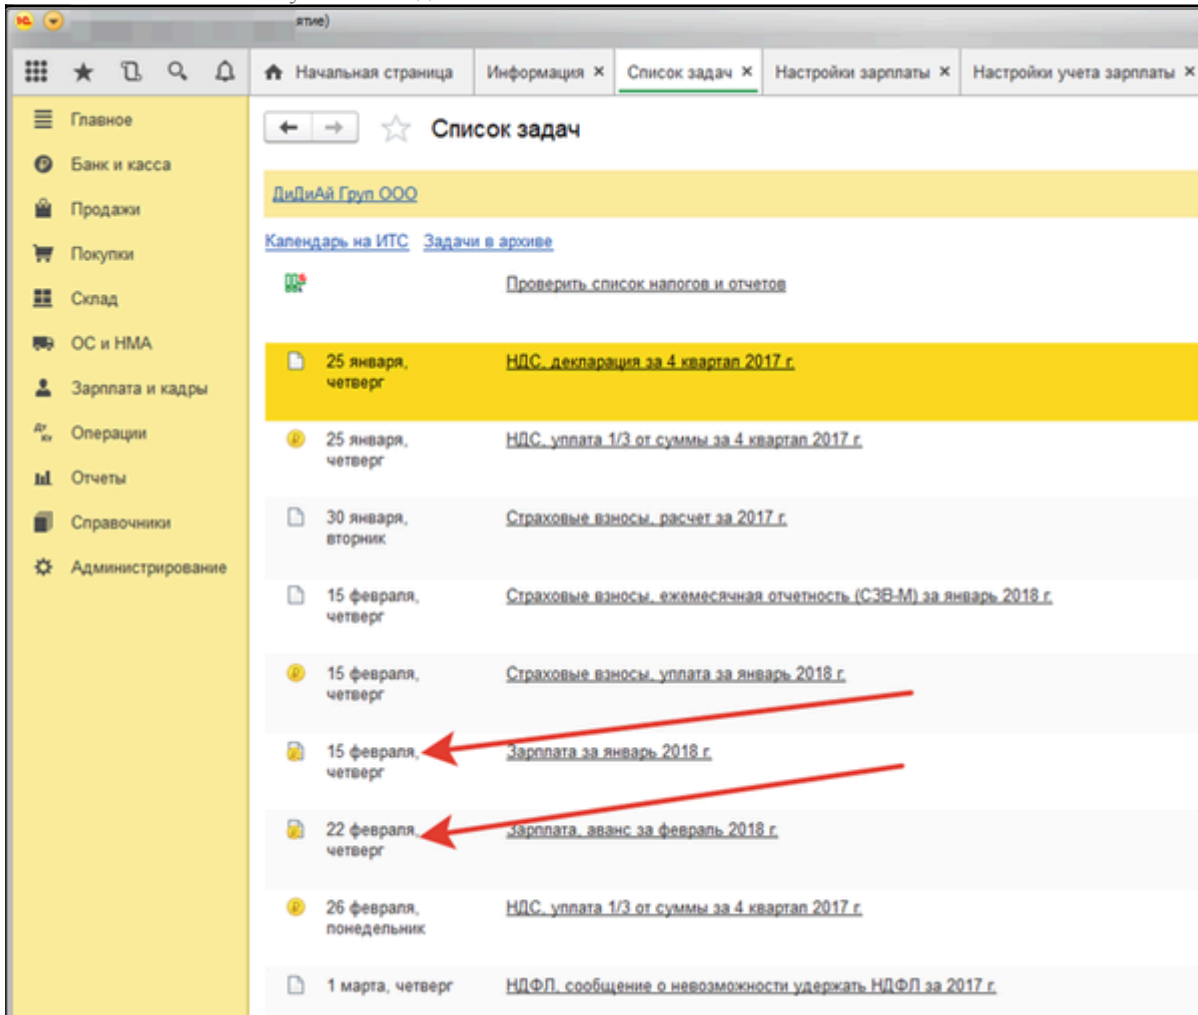 1С
ятие)
Начальная страница
Информация ×
Список задач ×
Настройки зарплаты ×
Настройки учета зарплаты ×
Главное
Банк и касса
Продажи
Покупки
Склад
ОС и НМА
Зарплата и кадры
Дт Кт Операции
Отчеты
Справочники
Администрирование
Список задач
ДиДиАй Груп ООО
Календарь на ИТС Задачи в архиве
Проверить список налогов и отчетов
25 января,
четверг
НДС, декларация за 4 квартал 2017 г.
25 января,
четверг
НДС, уплата 1/3 от суммы за 4 квартал 2017 г.
30 января,
вторник
Страховые взносы, расчет за 2017 г.
15 февраля,
четверг
Страховые взносы, ежемесячная отчетность (СЗВ-М) за январь 2018 г.
15 февраля,
четверг
Страховые взносы, уплата за январь 2018 г.
15 февраля,
четверг
Зарплата за январь 2018 г.
22 февраля,
четверг
Зарплата, аванс за февраль 2018 г.
26 февраля,
понедельник
НДС, уплата 1/3 от суммы за 4 квартал 2017 г.
1 марта, четверг
НДФЛ, сообщение о невозможности удержать НДФЛ за 2017 г.